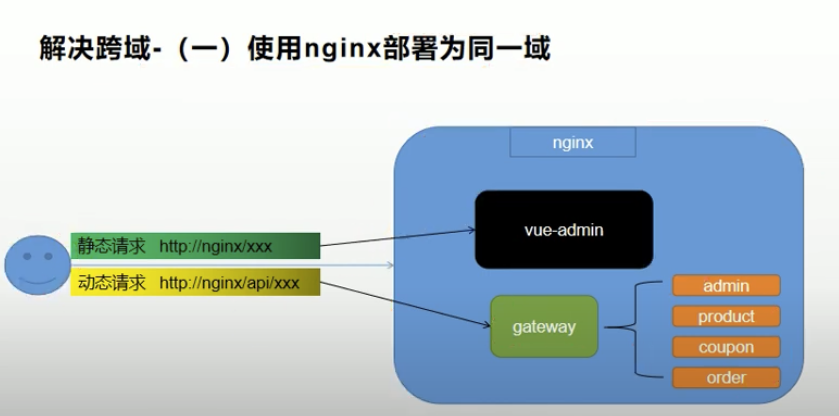 解决跨域-（一）使用nginx部署为同一域
nginx
vue-admin
静态请求 http://nginx/xxx
动态请求 http://nginx/api/xxx
gateway
admin
product
coupon
order